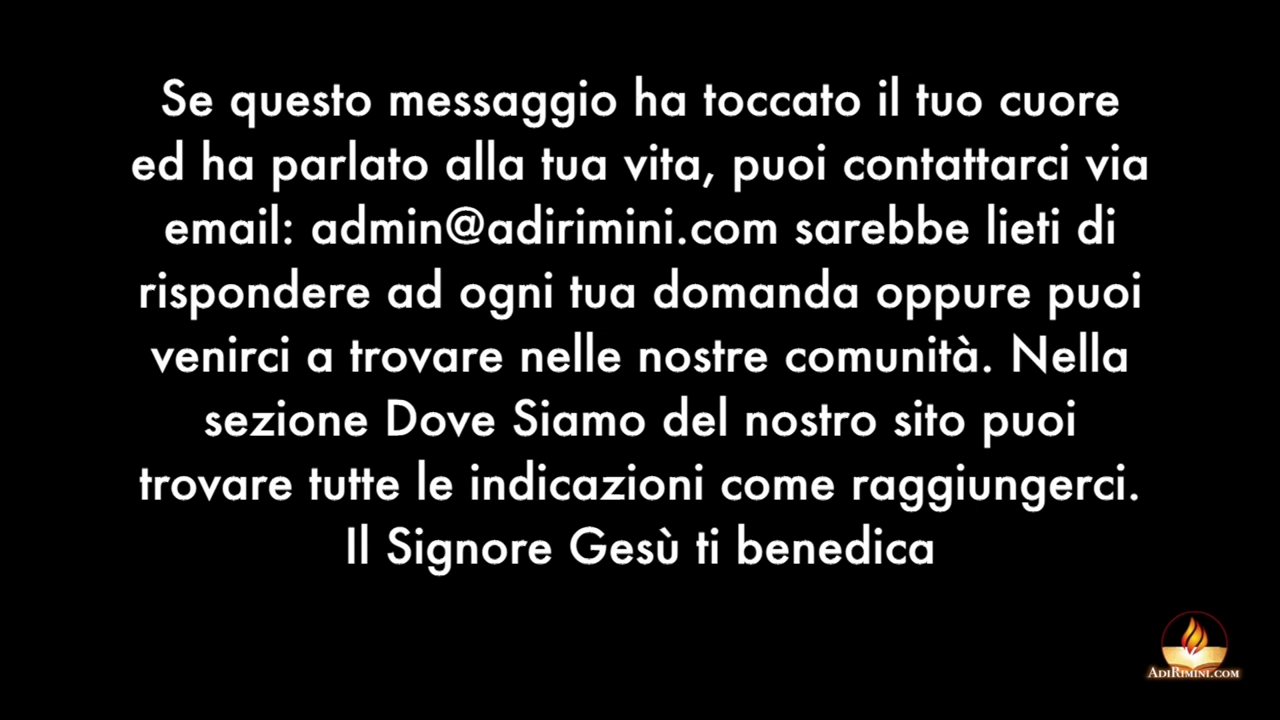 Se questo messaggio ha toccato il tuo cuore
ed ha parlato alla tua vita, puoi contattarci via
email: admin@adirimini.com sarebbe lieti di
rispondere ad ogni tua domanda oppure puoi
venirci a trovare nelle nostre comunità. Nella
sezione Dove Siamo del nostro sito puoi
trovare tutte le indicazioni come raggiungerci.
Il Signore Gesù ti benedica
ADIRIMINI.COM